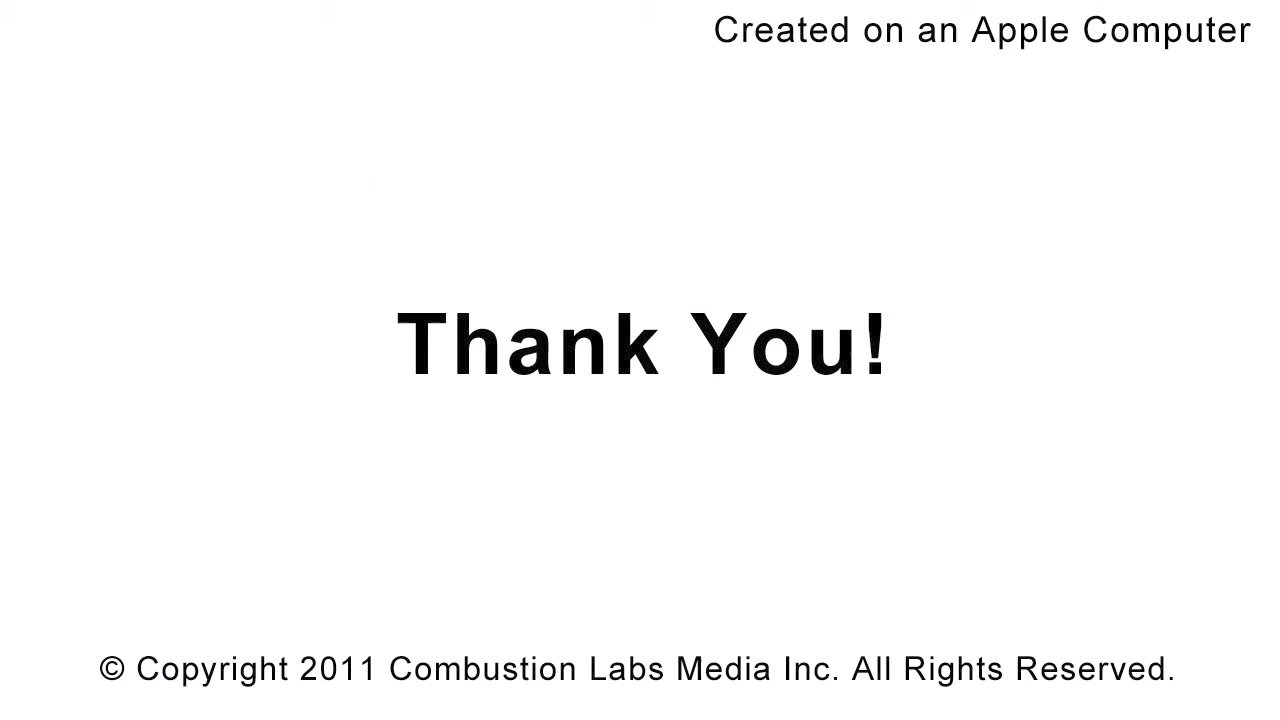 Created on an Apple Computer
Thank You!
© Copyright 2011 Combustion Labs Media Inc. All Rights Reserved.